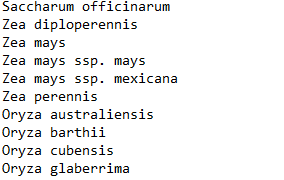 Saccharum officinarum
Zea diploperennis
Zea mays
Zea mays ssp. mays
Zea mays ssp. mexicana
Zea perennis
Oryza australiensis
Oryza barthii
Oryza cubensis
Oryza glaberrima